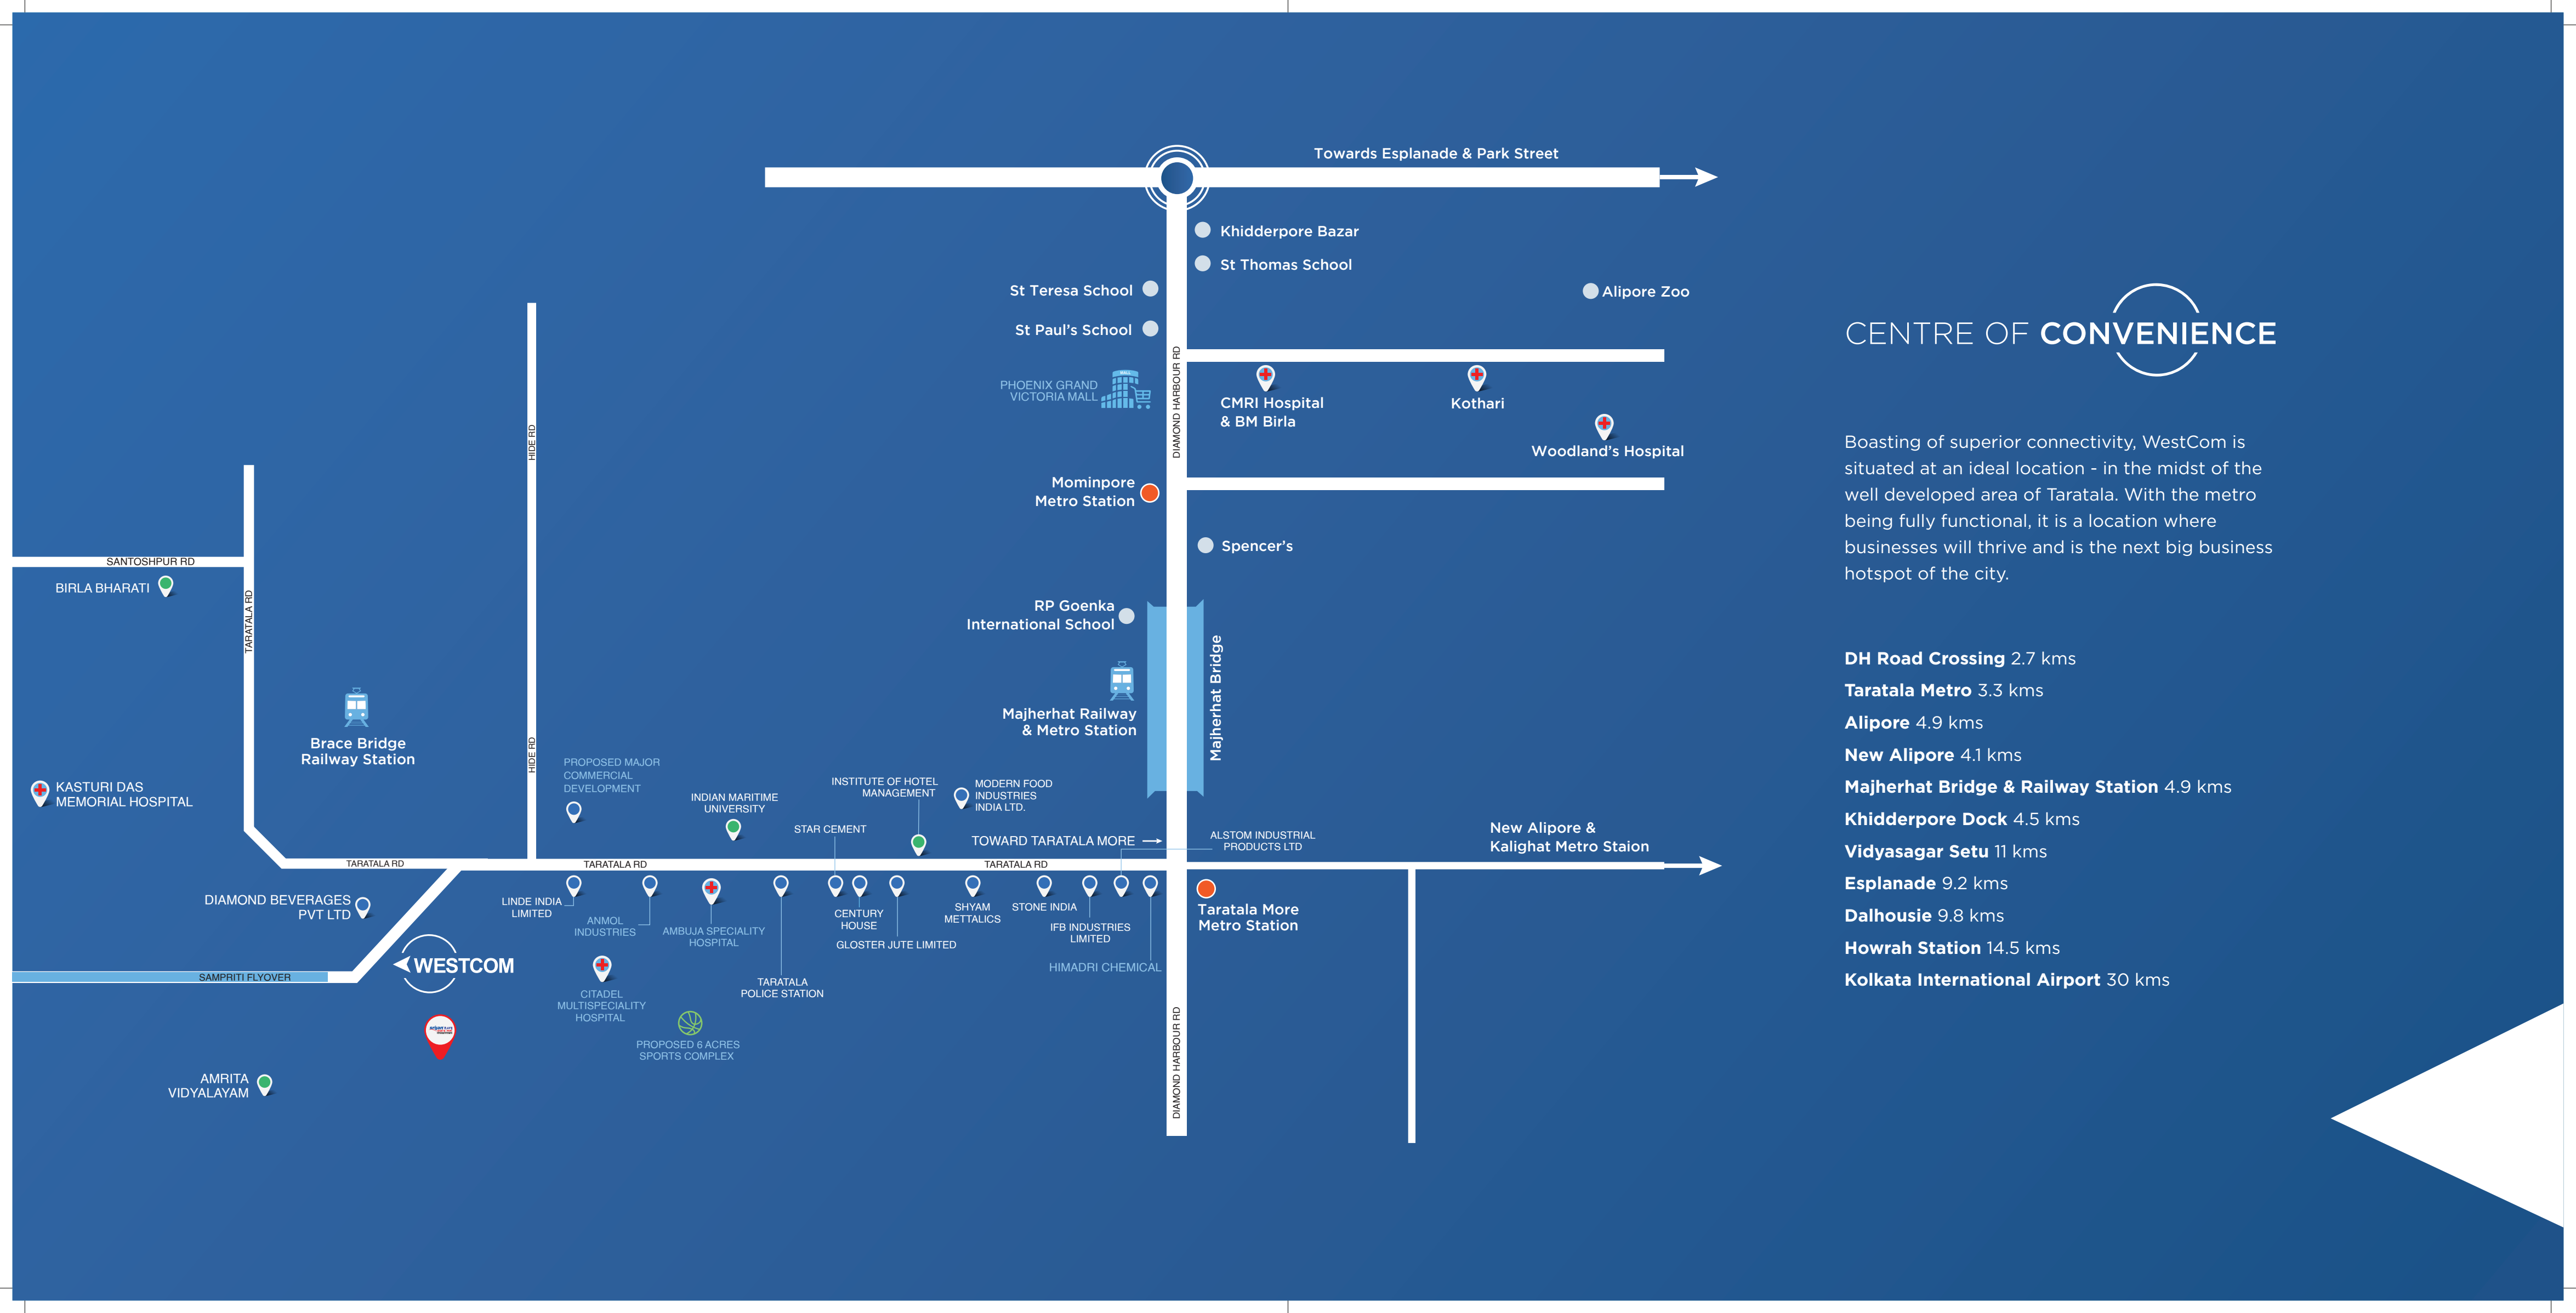 Towards Esplanade & Park Street
Khidderpore Bazar
St Thomas School
St Teresa School
Alipore Zoo
St Paul's School
DIAMOND HARBOUR RD
MALL
PHOENIX GRAND
VICTORIA MALL
CMRI Hospital
& BM Birla
Kothari
Woodland's Hospital
HIDE RD
Mominpore
Metro Station
Spencer's
SANTOSHPUR RD
BIRLA BHARATI
TARATALA RD
RP Goenka
International School
Majherhat Bridge
Majherhat Railway
& Metro Station
Brace Bridge
Railway Station
HIDE RD
KASTURI DAS
MEMORIAL HOSPITAL
PROPOSED MAJOR
COMMERCIAL
DEVELOPMENT
INDIAN MARITIME
UNIVERSITY
INSTITUTE OF HOTEL
MANAGEMENT
MODERN FOOD
INDUSTRIES
INDIA LTD.
STAR CEMENT
TOWARD TARATALA MORE
ALSTOM INDUSTRIAL
PRODUCTS LTD
New Alipore &
Kalighat Metro Staion
TARATALA RD
TARATALA RD
TARATALA RD
DIAMOND BEVERAGES
PVT LTD
LINDE INDIA
LIMITED
ANMOL
INDUSTRIES
AMBUJA SPECIALITY
HOSPITAL
CENTURY
HOUSE
GLOSTER JUTE LIMITED
SHYAM
METTALICS
STONE INDIA
IFB INDUSTRIES
LIMITED
HIMADRI CHEMICAL
Taratala More
Metro Station
WESTCOM
SAMPRITI FLYOVER
TARATALA
POLICE STATION
CITADEL
MULTISPECIALITY
HOSPITAL
PROPOSED 6 ACRES
SPORTS COMPLEX
AMRITA
VIDYALAYAM
DIAMOND HARBOUR RD
CENTRE OF CONVENIENCE
Boasting of superior connectivity, WestCom is
situated at an ideal location - in the midst of the
well developed area of Taratala. With the metro
being fully functional, it is a location where
businesses will thrive and is the next big business
hotspot of the city.
DH Road Crossing 2.7 kms
Taratala Metro 3.3 kms
Alipore 4.9 kms
New Alipore 4.1 kms
Majherhat Bridge & Railway Station 4.9 kms
Khidderpore Dock 4.5 kms
Vidyasagar Setu 11 kms
Esplanade 9.2 kms
Dalhousie 9.8 kms
Howrah Station 14.5 kms
Kolkata International Airport 30 kms